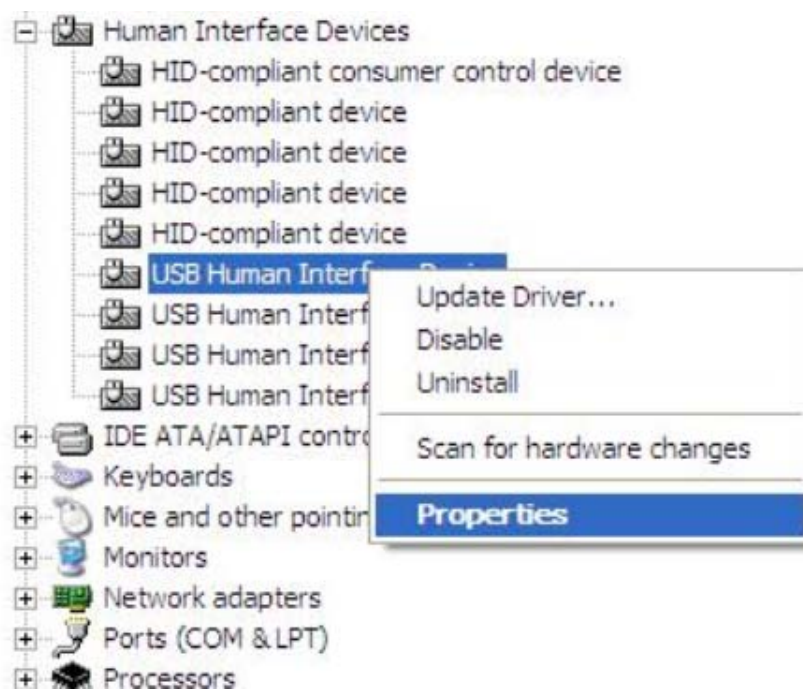 Human Interface Devices
HID-compliant consumer control device
HID-compliant device
HID-compliant device
HID-compliant device
HID-compliant device
USB Human Interf
USB Human Interf
USB Human Interf
USB Human Interf
IDE ATA/ATAPI contro
Keyboards
Mice and other pointin
Monitors
Network adapters
Ports (COM & LPT)
Processors
Update Driver...
Disable
Uninstall
Scan for hardware changes
Properties